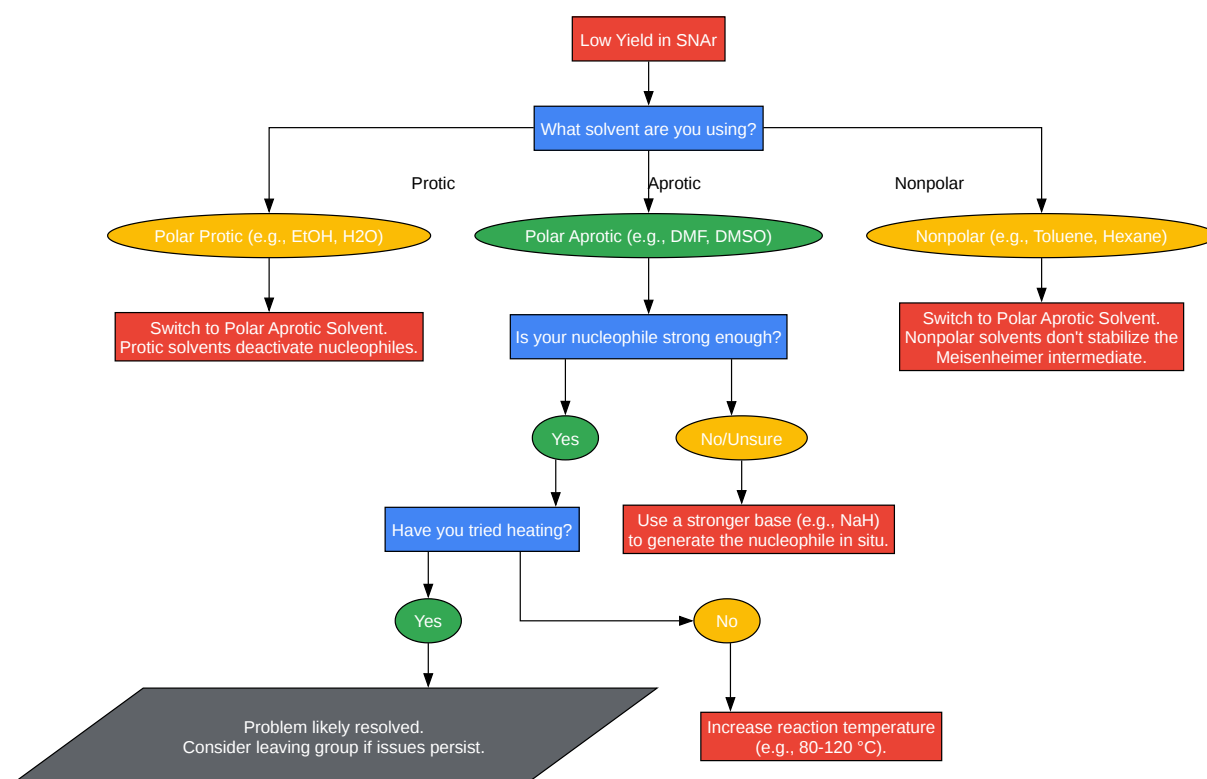 Low Yield in SNAr
What solvent are you using?
Protic
Aprotic
Nonpolar
Polar Protic (e.g., EtOH, H2O)
Polar Aprotic (e.g., DMF, DMSO)
Nonpolar (e.g., Toluene, Hexane)
Switch to Polar Aprotic Solvent.
Protic solvents deactivate nucleophiles.
Is your nucleophile strong enough?
Switch to Polar Aprotic Solvent.
Nonpolar solvents don't stabilize the
Meisenheimer intermediate.
Yes
No/Unsure
Have you tried heating?
Use a stronger base (e.g., NaH)
to generate the nucleophile in situ.
Yes
No
Problem likely resolved.
Consider leaving group if issues persist.
Increase reaction temperature
(e.g., 80-120 °C).